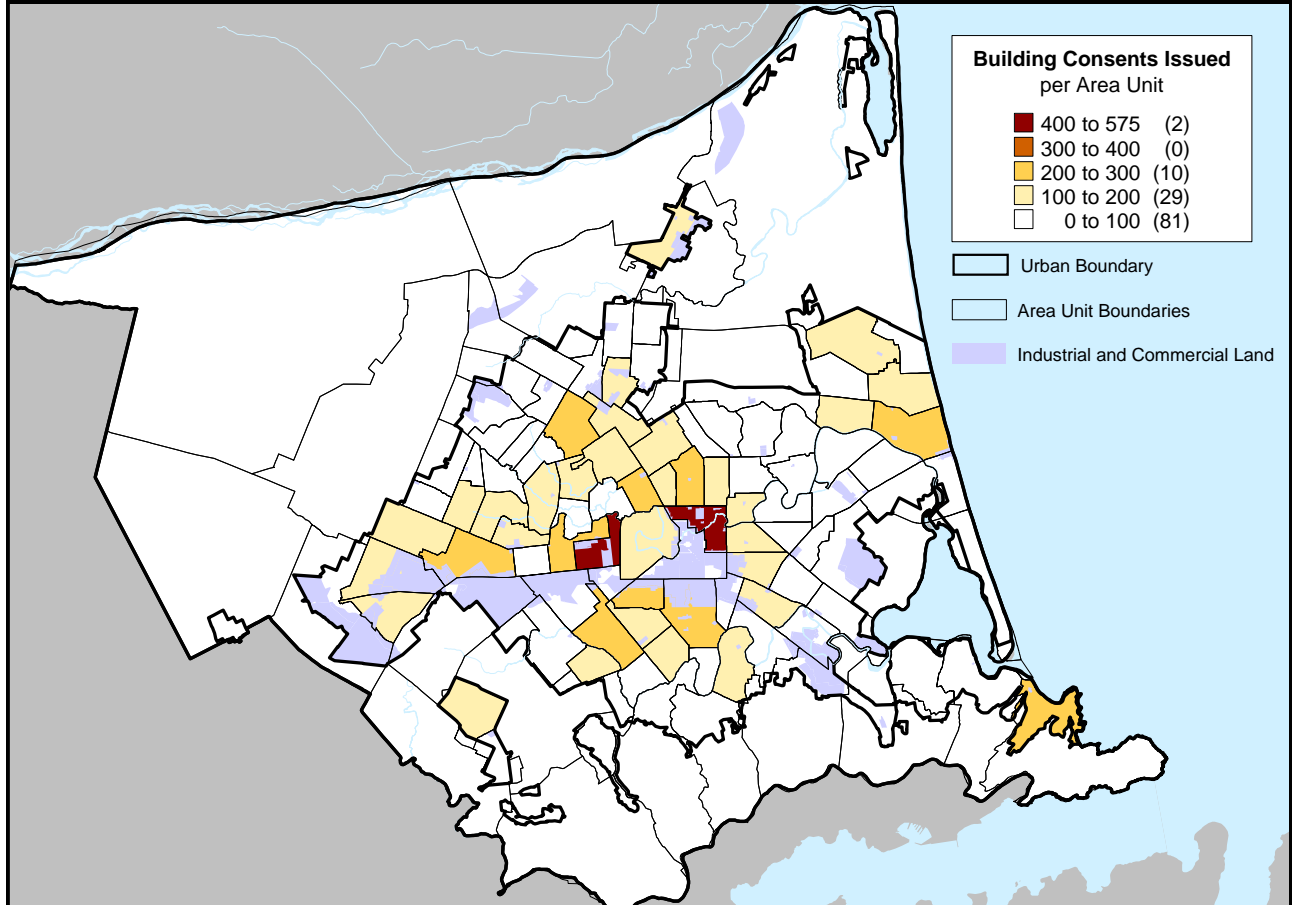 Building Consents Issued
per Area Unit
400 to 575 (2)
300 to 400 (0)
200 to 300 (10)
100 to 200 (29)
0 to 100 (81)
Urban Boundary
Area Unit Boundaries
Industrial and Commercial Land